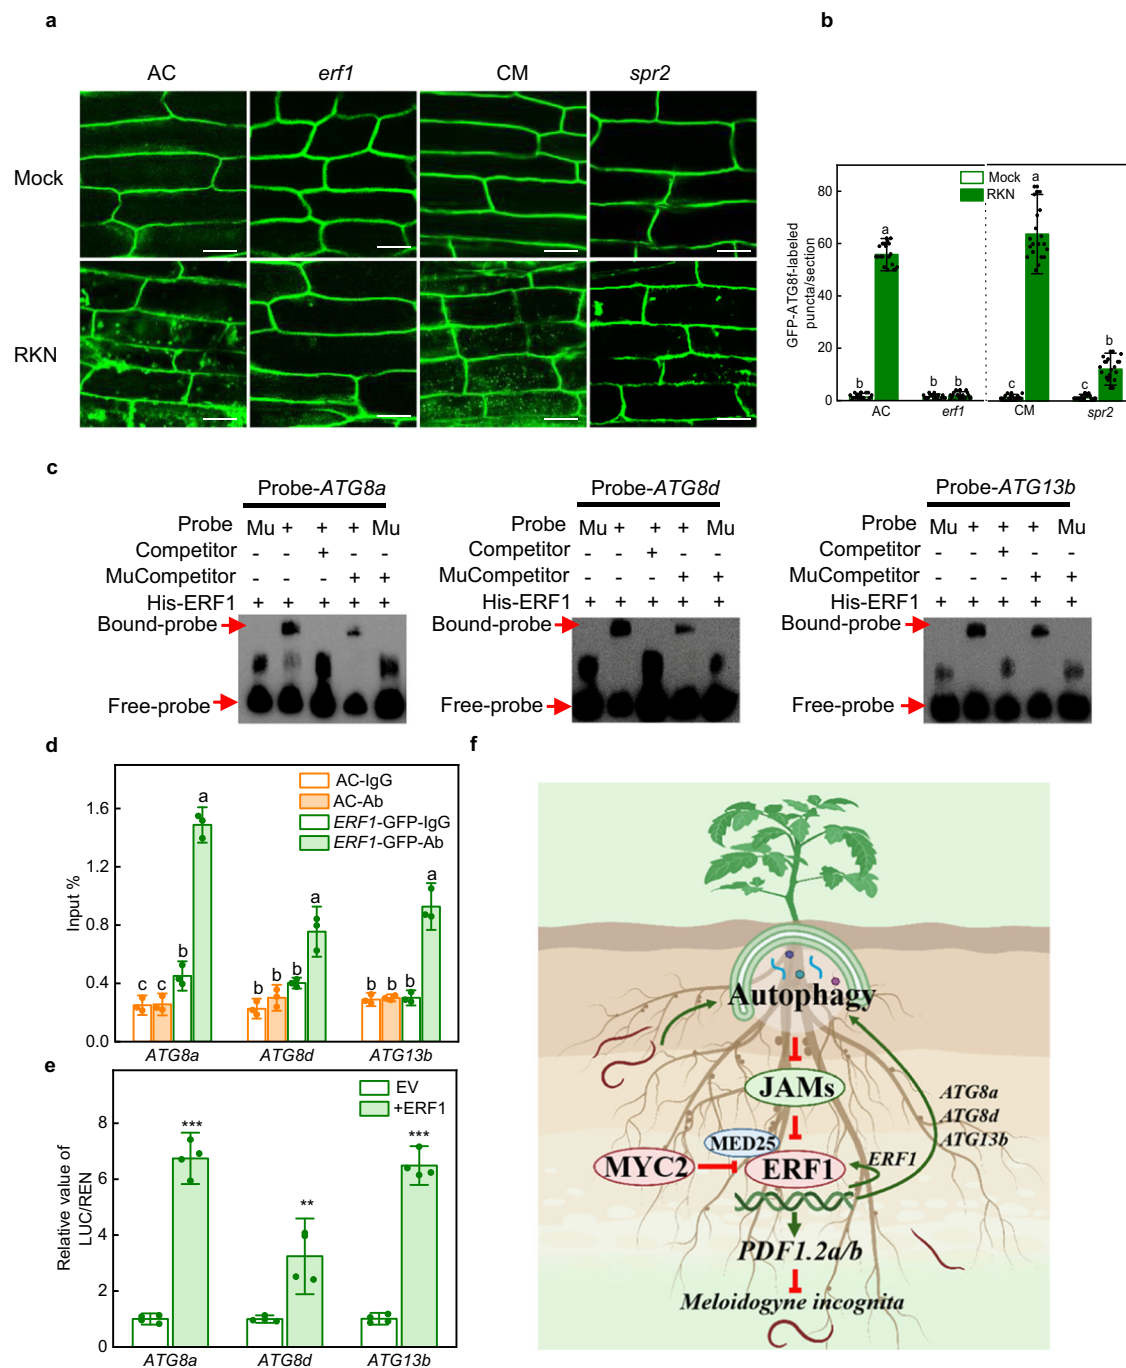 a
AC erf1 CM spr2
Mock
RKN
b
GFP-ATG8f-labeled
puncta/section
80
60
40
20
0
Mock
RKN
b a b b c a c b
AC erf1 CM spr2
c
Probe-ATG8a
Probe Mu + + + Mu
Competitor - - + - -
MuCompetitor - - - + +
His-ERF1 + + + + +
Bound-probe
Free-probe
Probe-ATG8d
Probe Mu + + + Mu
Competitor - - + - -
MuCompetitor - - - + +
His-ERF1 + + + + +
Bound-probe
Free-probe
Probe-ATG13b
Probe Mu + + + Mu
Competitor - - + - -
MuCompetitor - - - + +
His-ERF1 + + + + +
Bound-probe
Free-probe
d
Input %
1.6
1.2
0.8
0.4
0.0
AC-IgG
AC-Ab
ERF1-GFP-IgG
ERF1-GFP-Ab
c c b a b b b a b b b a
ATG8a ATG8d ATG13b
e
Relative value of
LUC/REN
8
6
4
2
0
EV
+ERF1
*** ** ***
ATG8a ATG8d ATG13b
f
Autophagy
JAMs
ATG8a
ATG8d
ATG13b
MED25
MYC2 ERF1 ERF1
PDF1.2a/b
Meloidogyne incognita